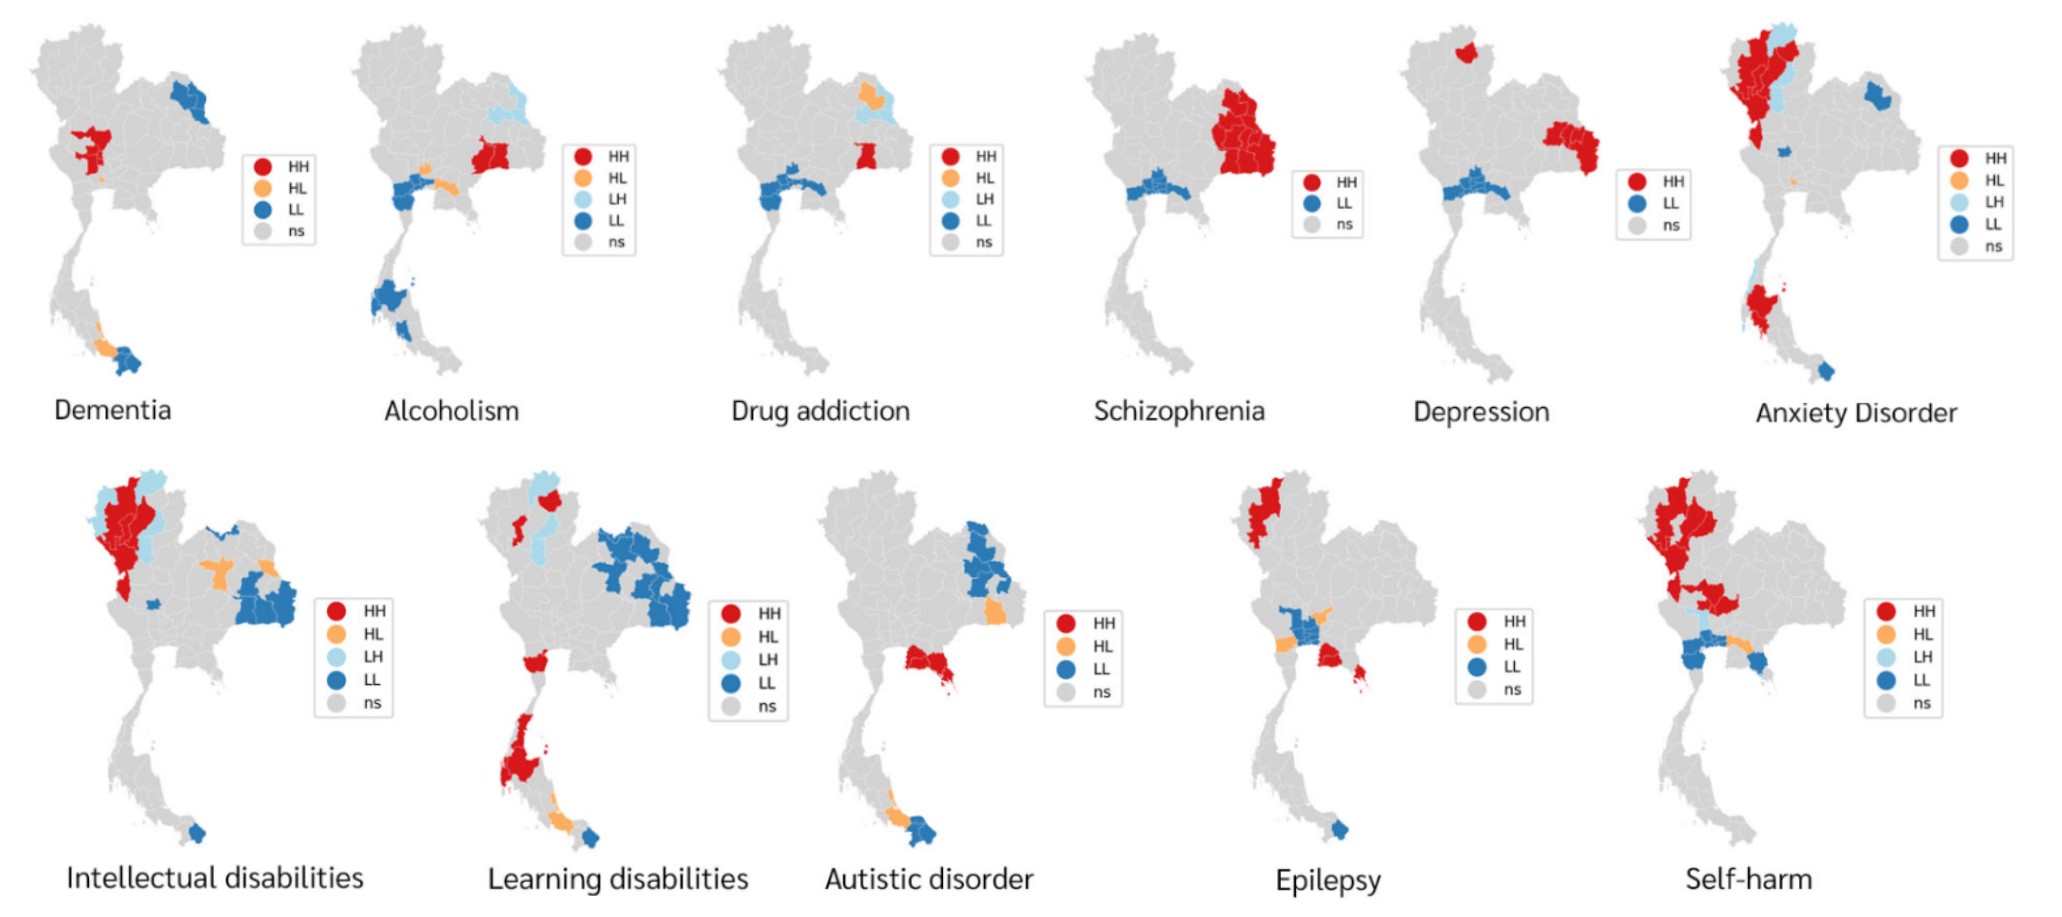 HH
HL
LL
ns
Dementia
HH
HL
LH
LL
ns
Alcoholism
HH
HL
LH
LL
ns
Drug addiction
HH
LL
ns
Schizophrenia
HH
LL
ns
Depression
HH
HL
LH
LL
ns
Anxiety Disorder
HH
HL
LH
LL
ns
Intellectual disabilities
HH
HL
LH
LL
ns
Learning disabilities
HH
HL
LL
ns
Autistic disorder
HH
HL
LL
ns
Epilepsy
HH
HL
LH
LL
ns
Self-harm